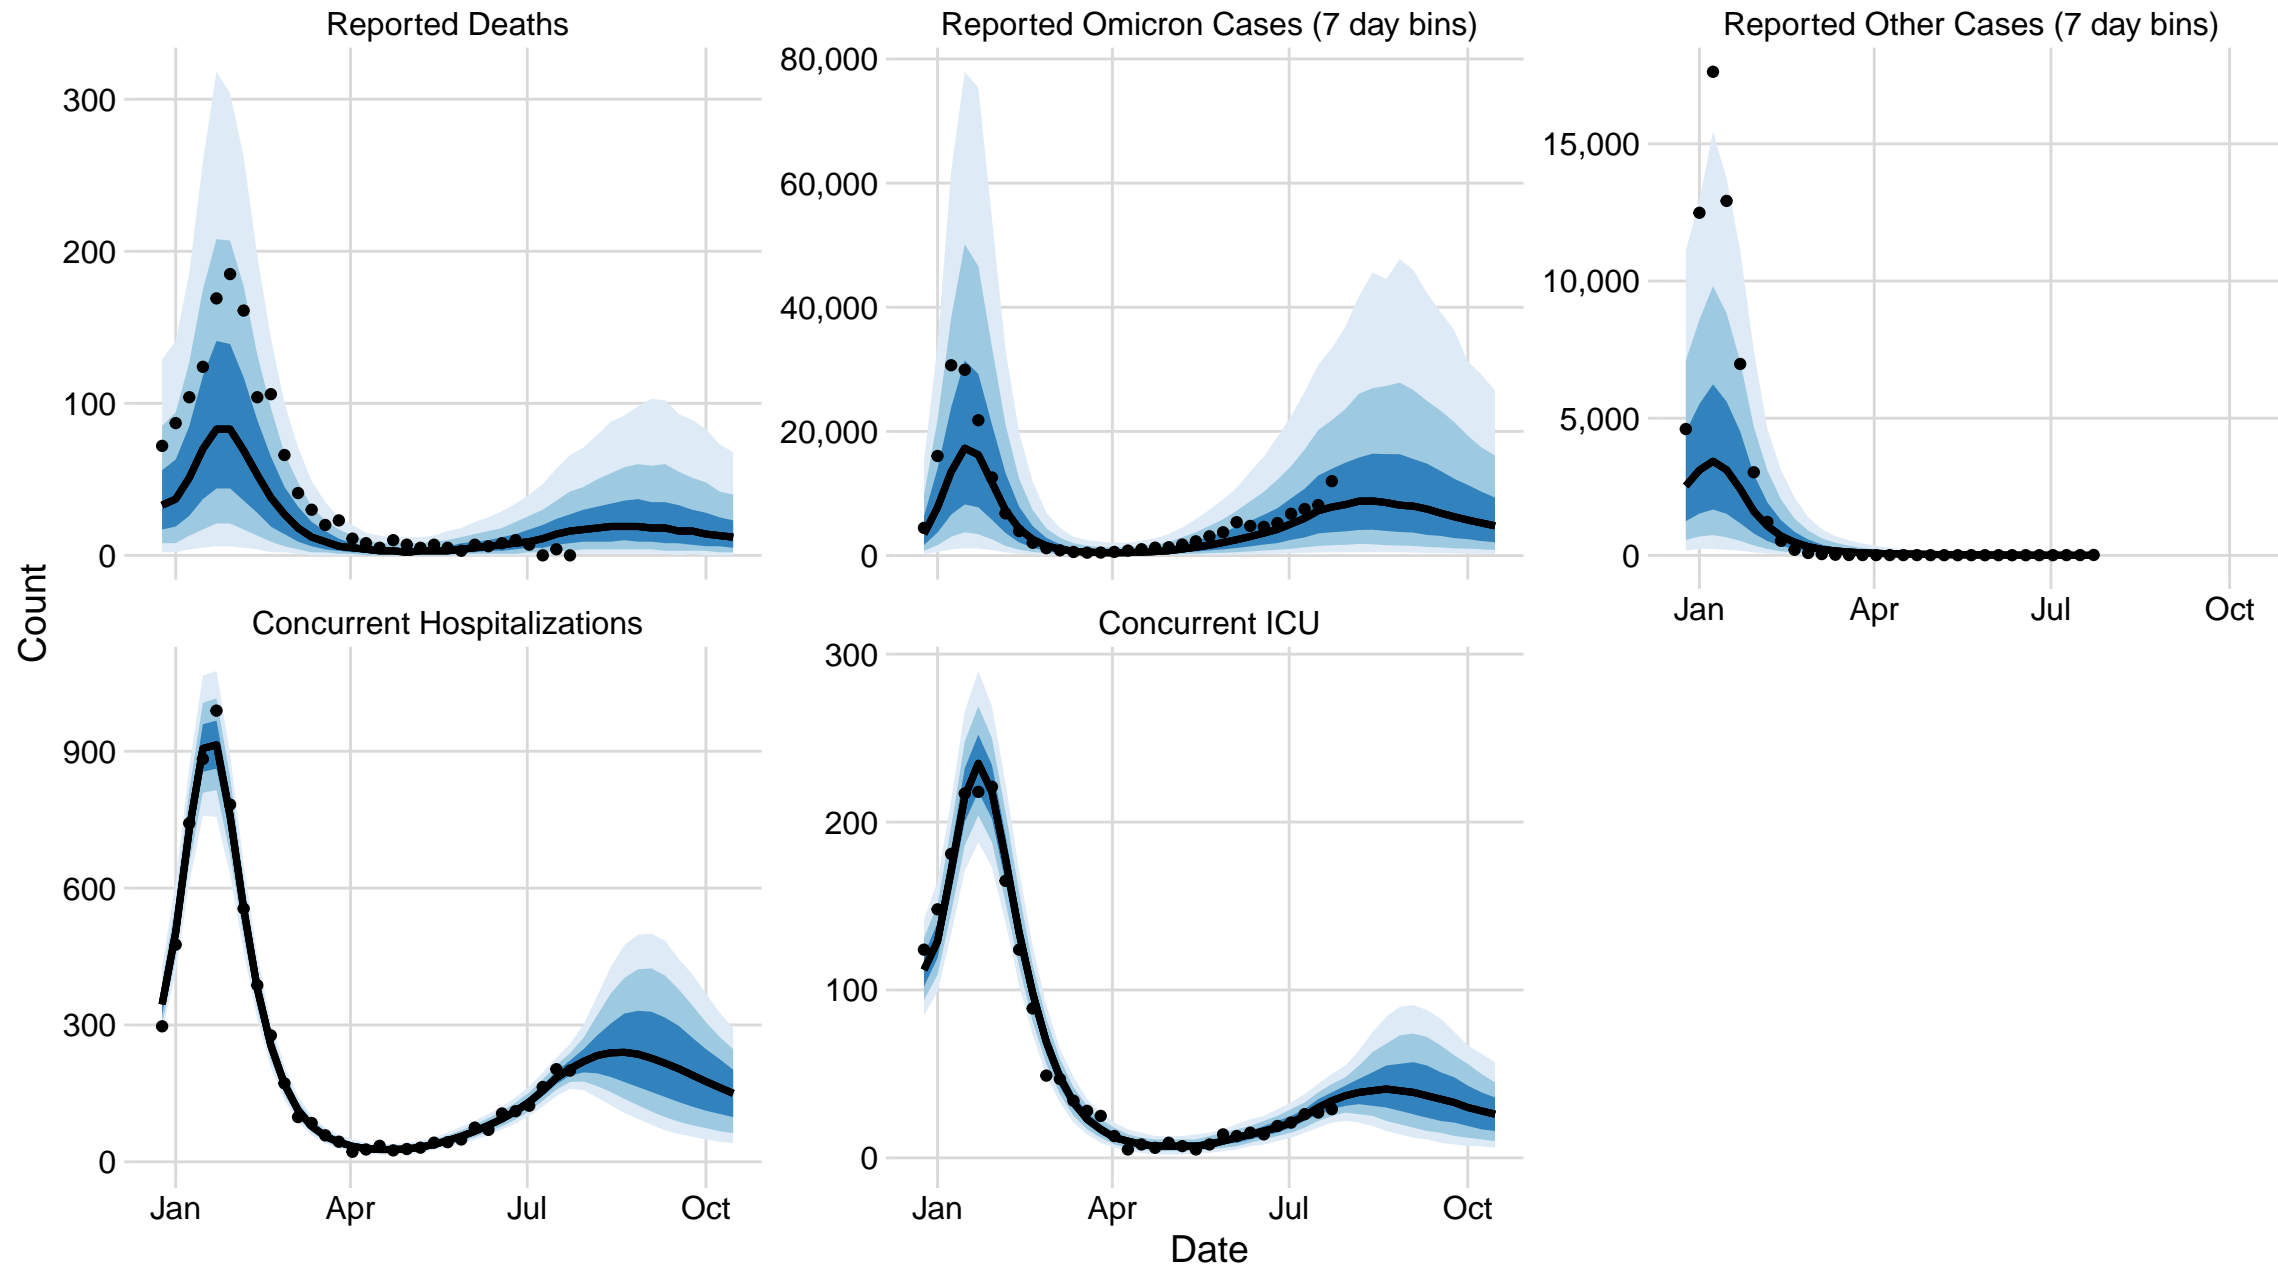 Reported Deaths
Reported Omicron Cases (7 day bins)
Reported Other Cases (7 day bins)
300
200
100
0
80,000
60,000
40,000
20,000
0
15,000
10,000
5,000
0
Jan Apr Jul Oct
Count
Concurrent Hospitalizations
Concurrent ICU
900
600
300
0
300
200
100
0
Jan Apr Jul Oct
Jan Apr Jul Oct
Date